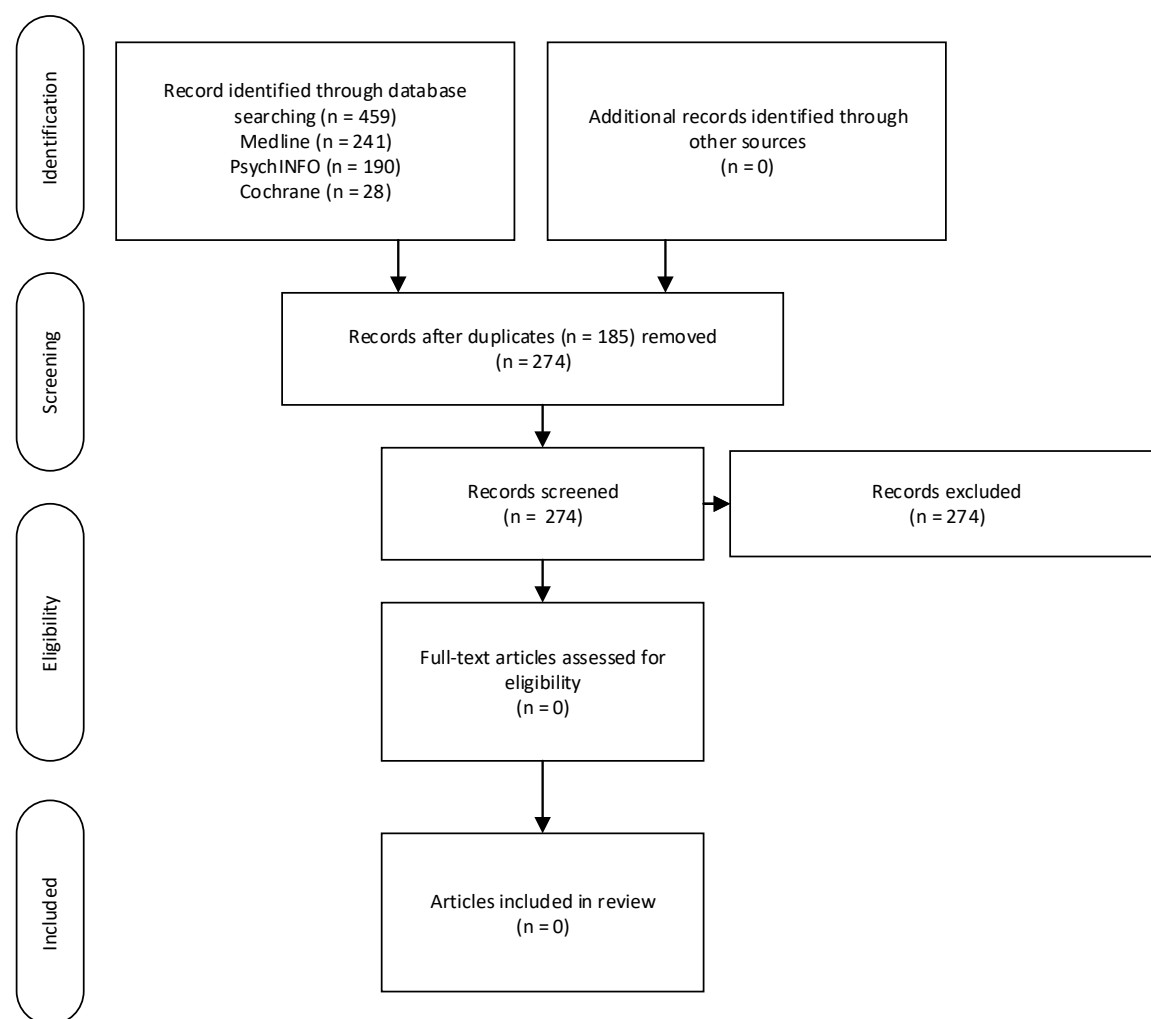 Identification
Record identified through database
searching (n = 459)
Medline (n = 241)
PsychINFO (n = 190)
Cochrane (n = 28)
Additional records identified through
other sources
(n = 0)
Screening
Records after duplicates (n = 185) removed
(n = 274)
Records screened
(n = 274)
Records excluded
(n = 274)
Eligibility
Full-text articles assessed for
eligibility
(n = 0)
Included
Articles included in review
(n = 0)